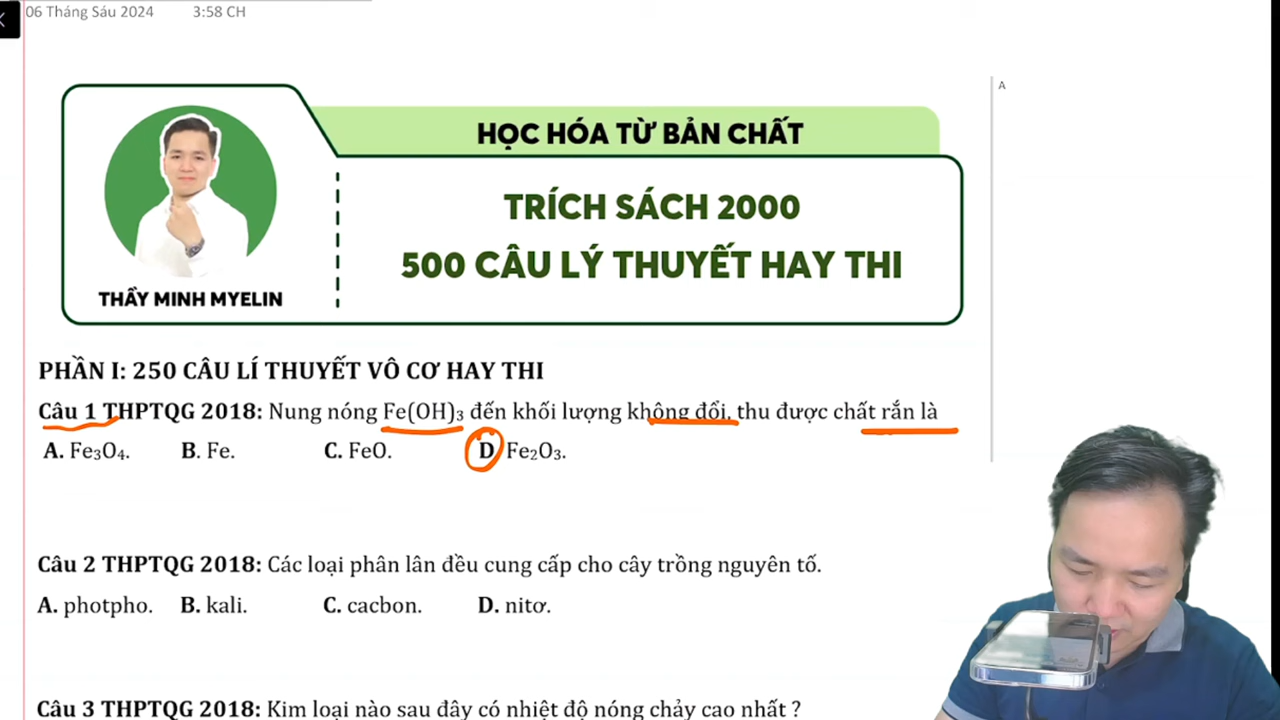 06 Tháng Sáu 2024 3:58 CH
A
HỌC HÓA TỪ BẢN CHẤT
TRÍCH SÁCH 2000
500 CÂU LÝ THUYẾT HAY THI
THẦY MINH MYELIN
PHẦN I: 250 CÂU LÍ THUYẾT VÔ CƠ HAY THI
Câu 1 THPTQG 2018: Nung nóng Fe(OH)₃ đến khối lượng không đổi, thu được chất rắn là
A. Fe₃O₄. B. Fe. C. FeO. D Fe₂O₃.
Câu 2 THPTQG 2018: Các loại phân lân đều cung cấp cho cây trồng nguyên tố.
A. photpho. B. kali. C. cacbon. D. nitơ.
Câu 3 THPTQG 2018: Kim loại nào sau đây có nhiệt độ nóng chảy cao nhất ?